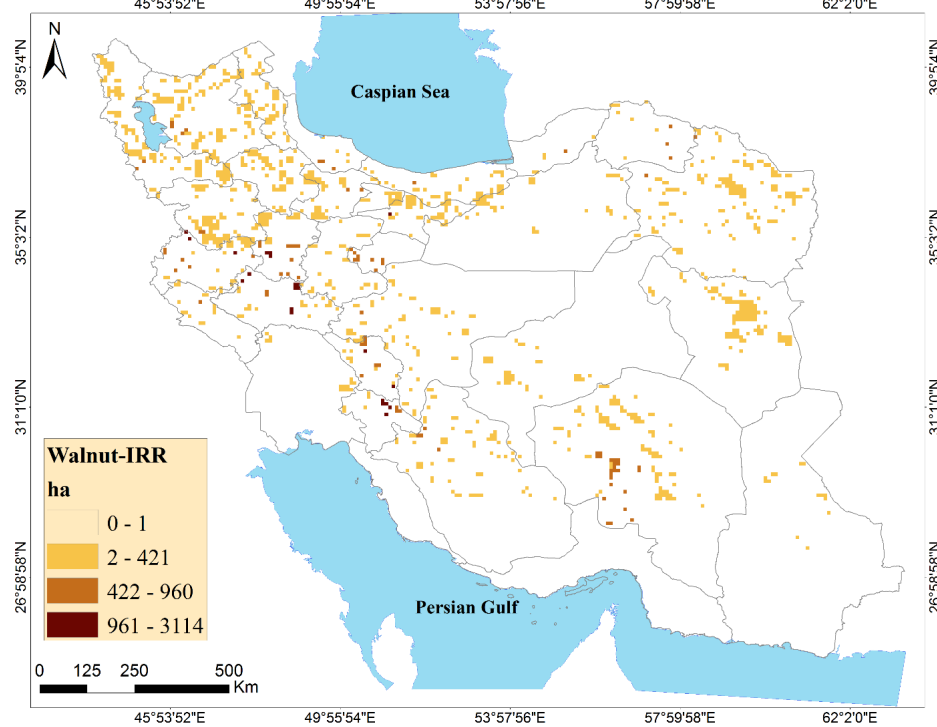 45°53'52"E 49°55'54"E 53°57'56"E 57°59'58"E 62°2'0"E
N
39°5'4"N
39°5'4"N
Caspian Sea
35°3'2"N
35°3'2"N
31°1'0"N
31°1'0"N
Walnut-IRR
ha
0 - 1
2 - 421
422 - 960
961 - 3114
26°58'58"N
26°58'58"N
Persian Gulf
0 125 250 500
Km
45°53'52"E 49°55'54"E 53°57'56"E 57°59'58"E 62°2'0"E